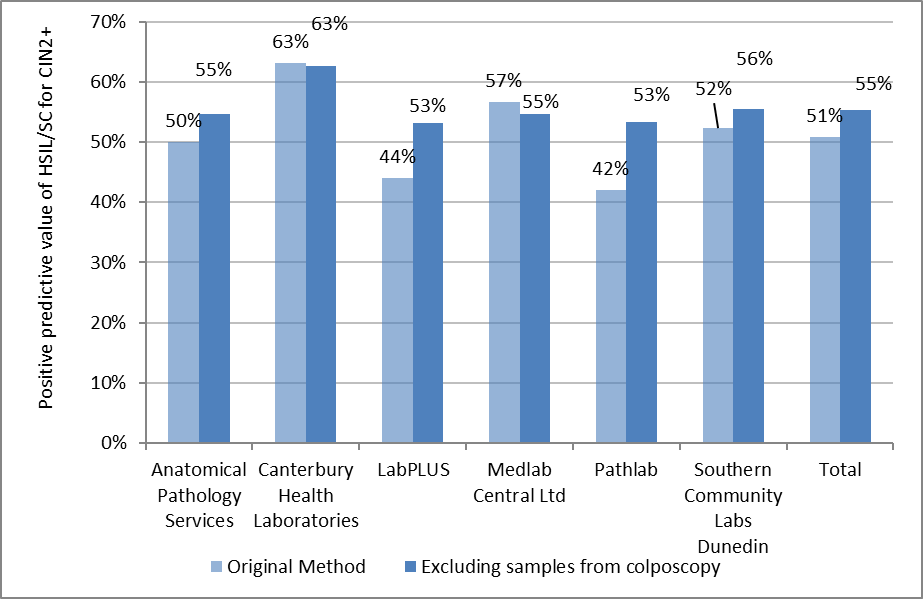 Positive predictive value of HSIL/SC for CIN2+
70%
60%
50%
40%
30%
20%
10%
0%
50%
55%
63%
63%
44%
53%
57%
55%
42%
53%
52%
56%
51%
55%
Anatomical
Pathology
Services
Canterbury
Health
Laboratories
LabPLUS
Medlab
Central Ltd
Pathlab
Southern
Community
Labs
Dunedin
Total
Original Method
Excluding samples from colposcopy